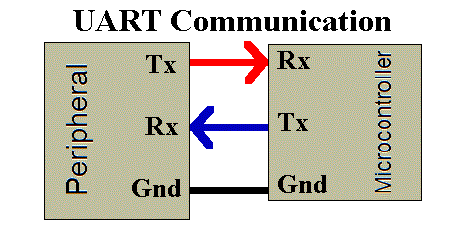 UART Communication
Peripheral
Tx
Rx
Gnd
Rx
Tx
Gnd
Microcontroller